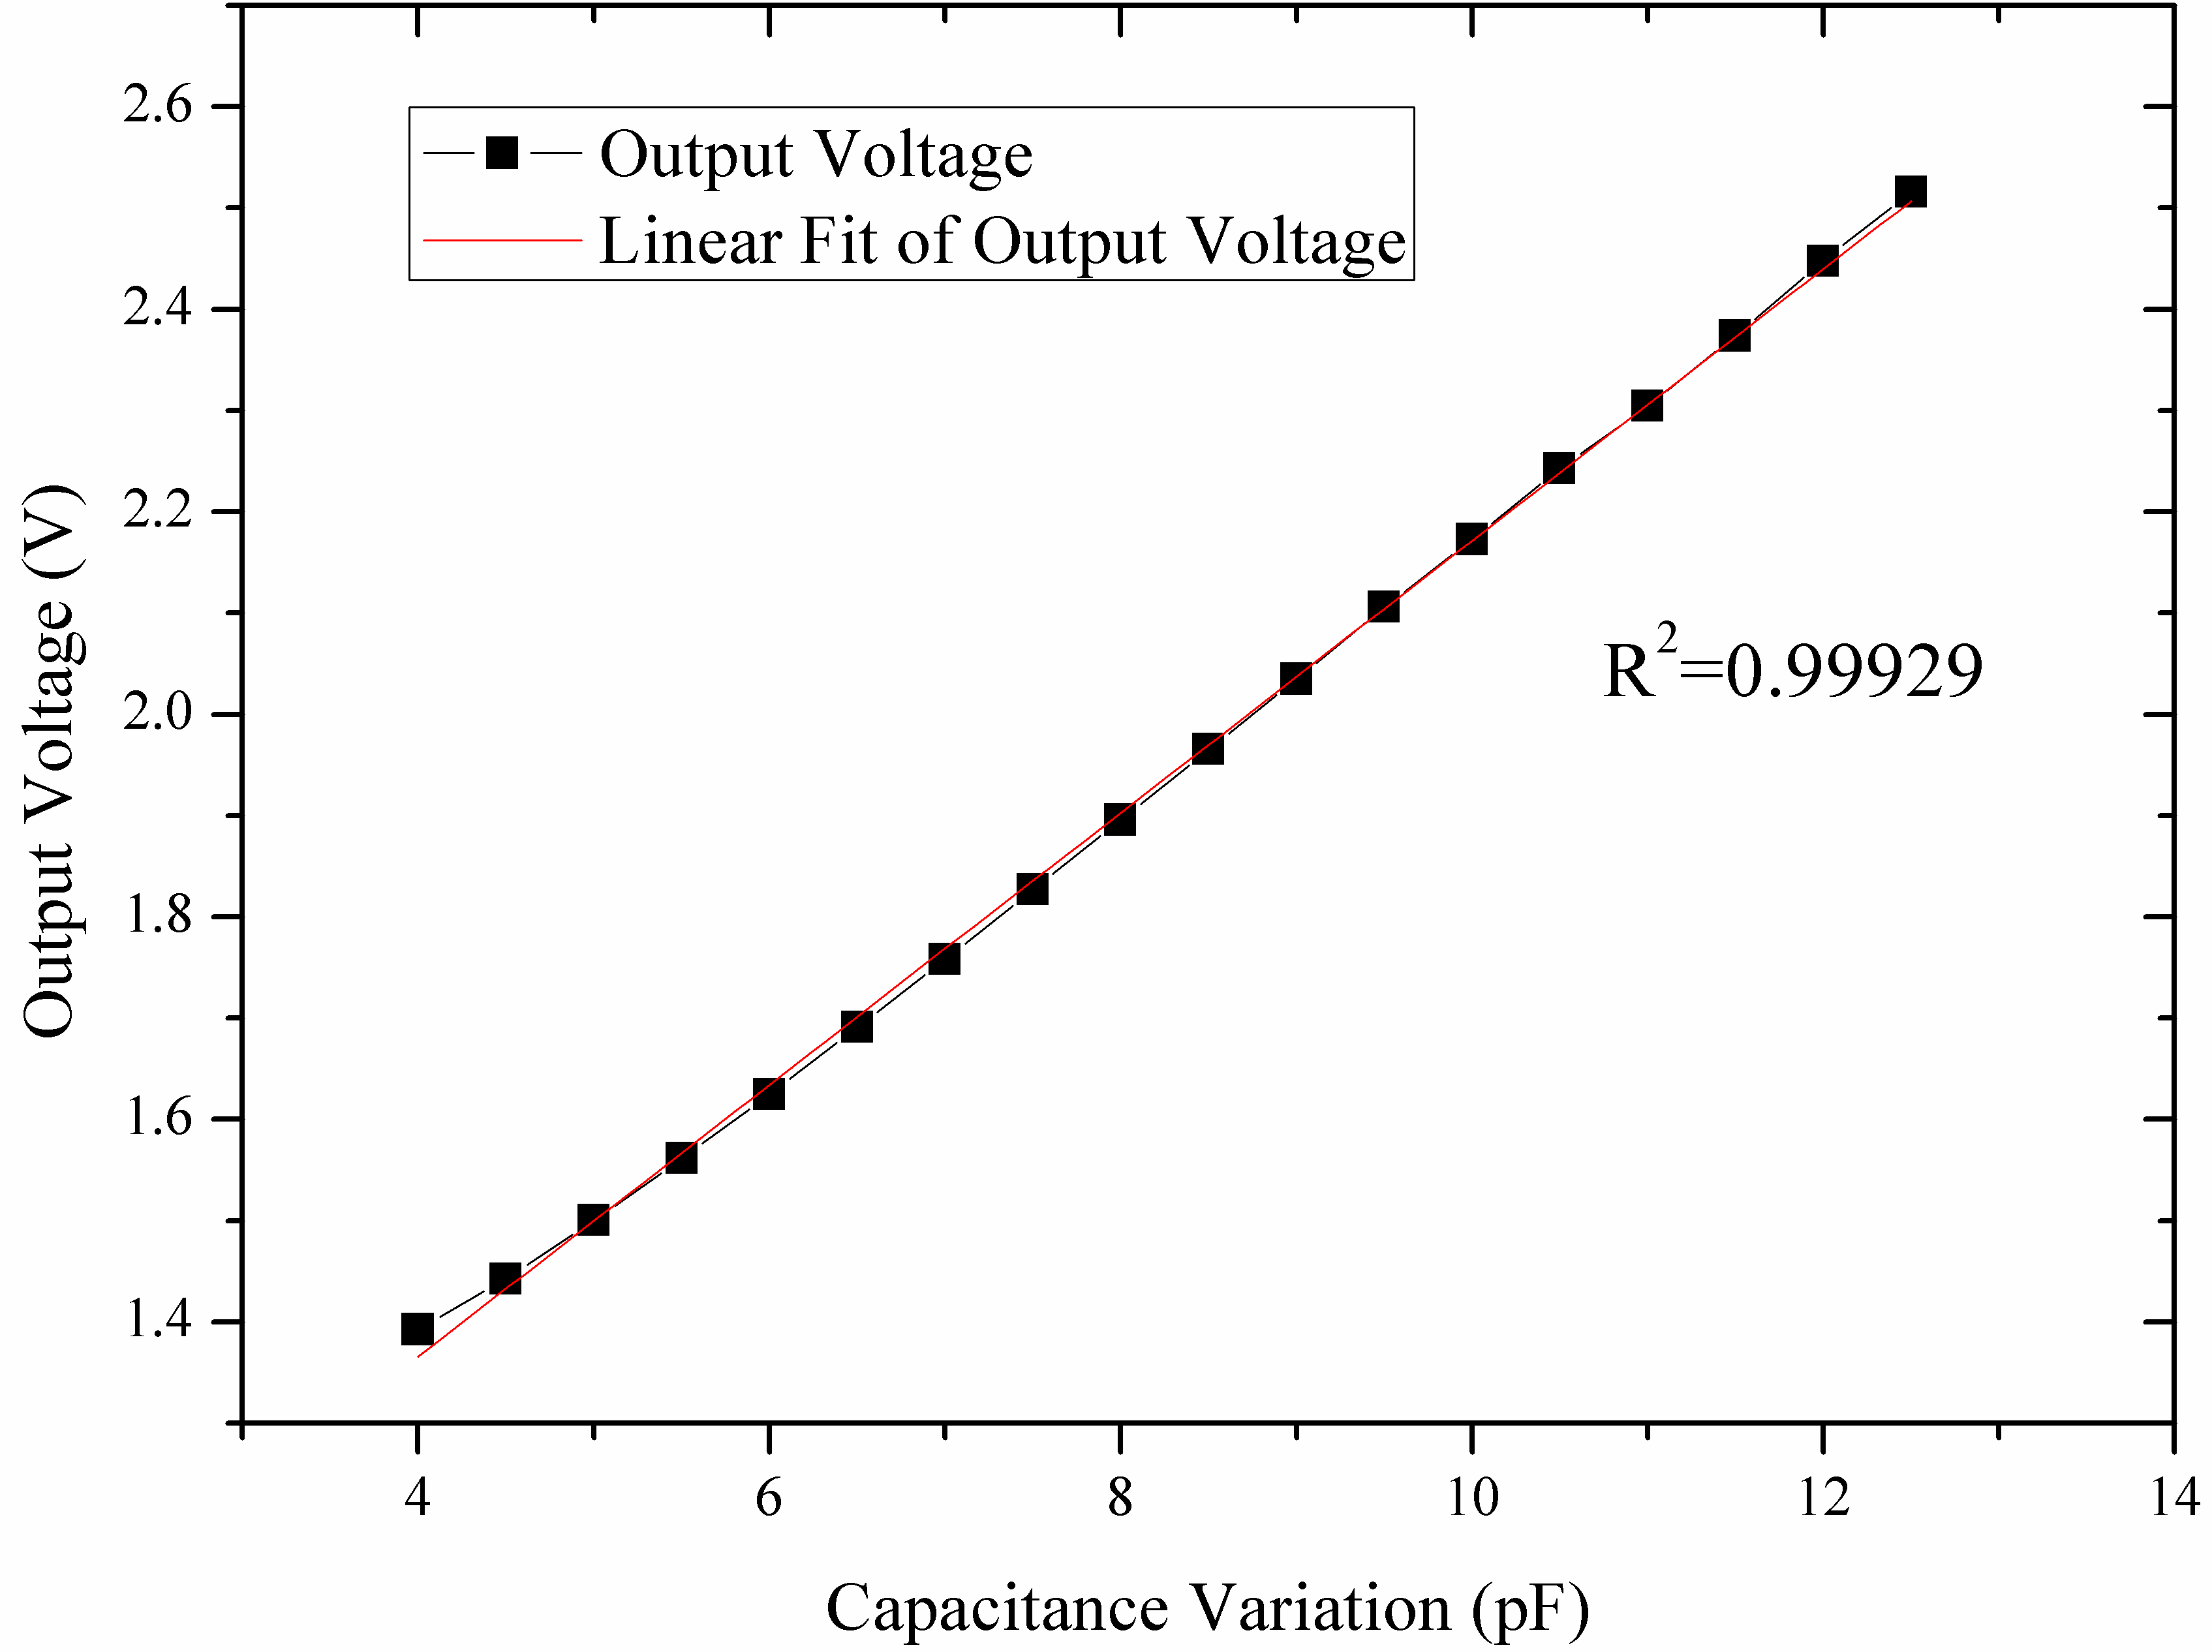 2.6
2.4
2.2
2.0
1.8
1.6
1.4
Output Voltage (V)
Output Voltage
Linear Fit of Output Voltage
R²=0.99929
4 6 8 10 12 14
Capacitance Variation (pF)